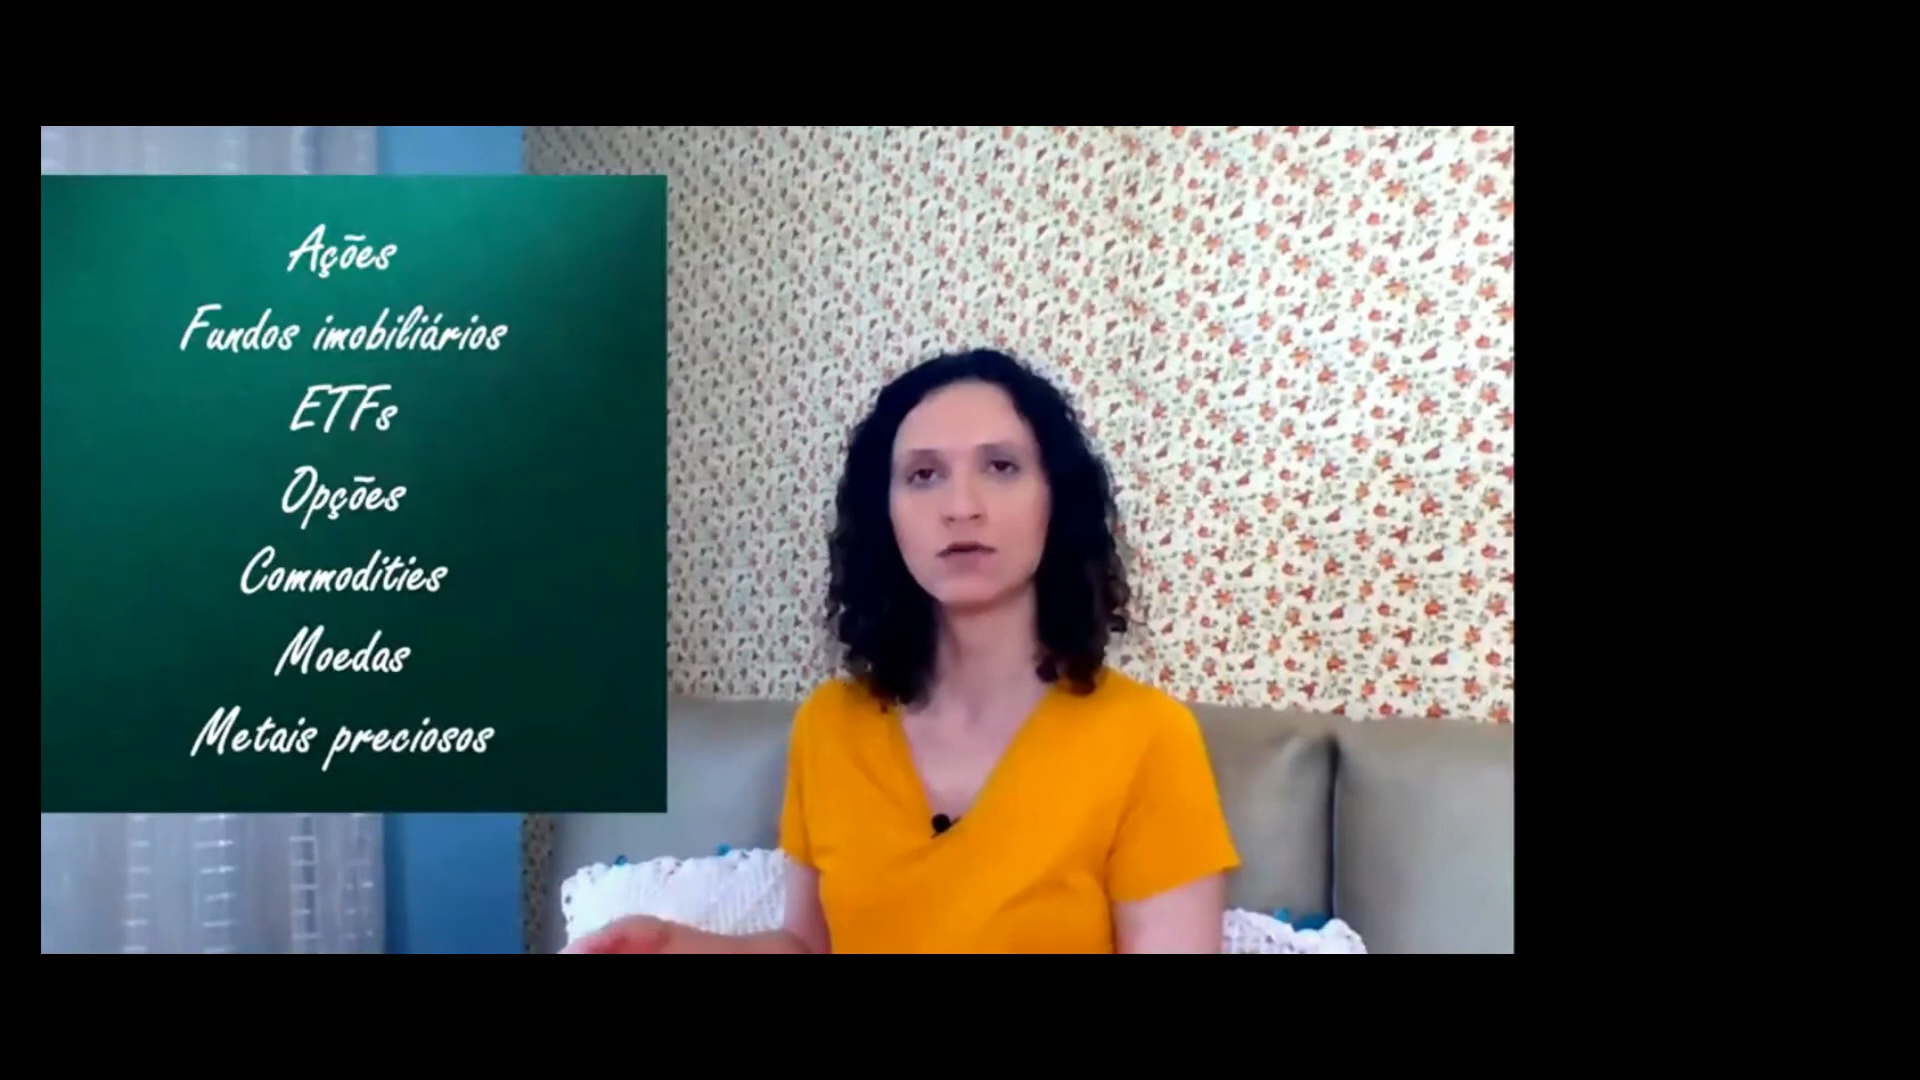 Ações
Fundos imobiliários
ETFs
Opções
Commodities
Moedas
Metais preciosos